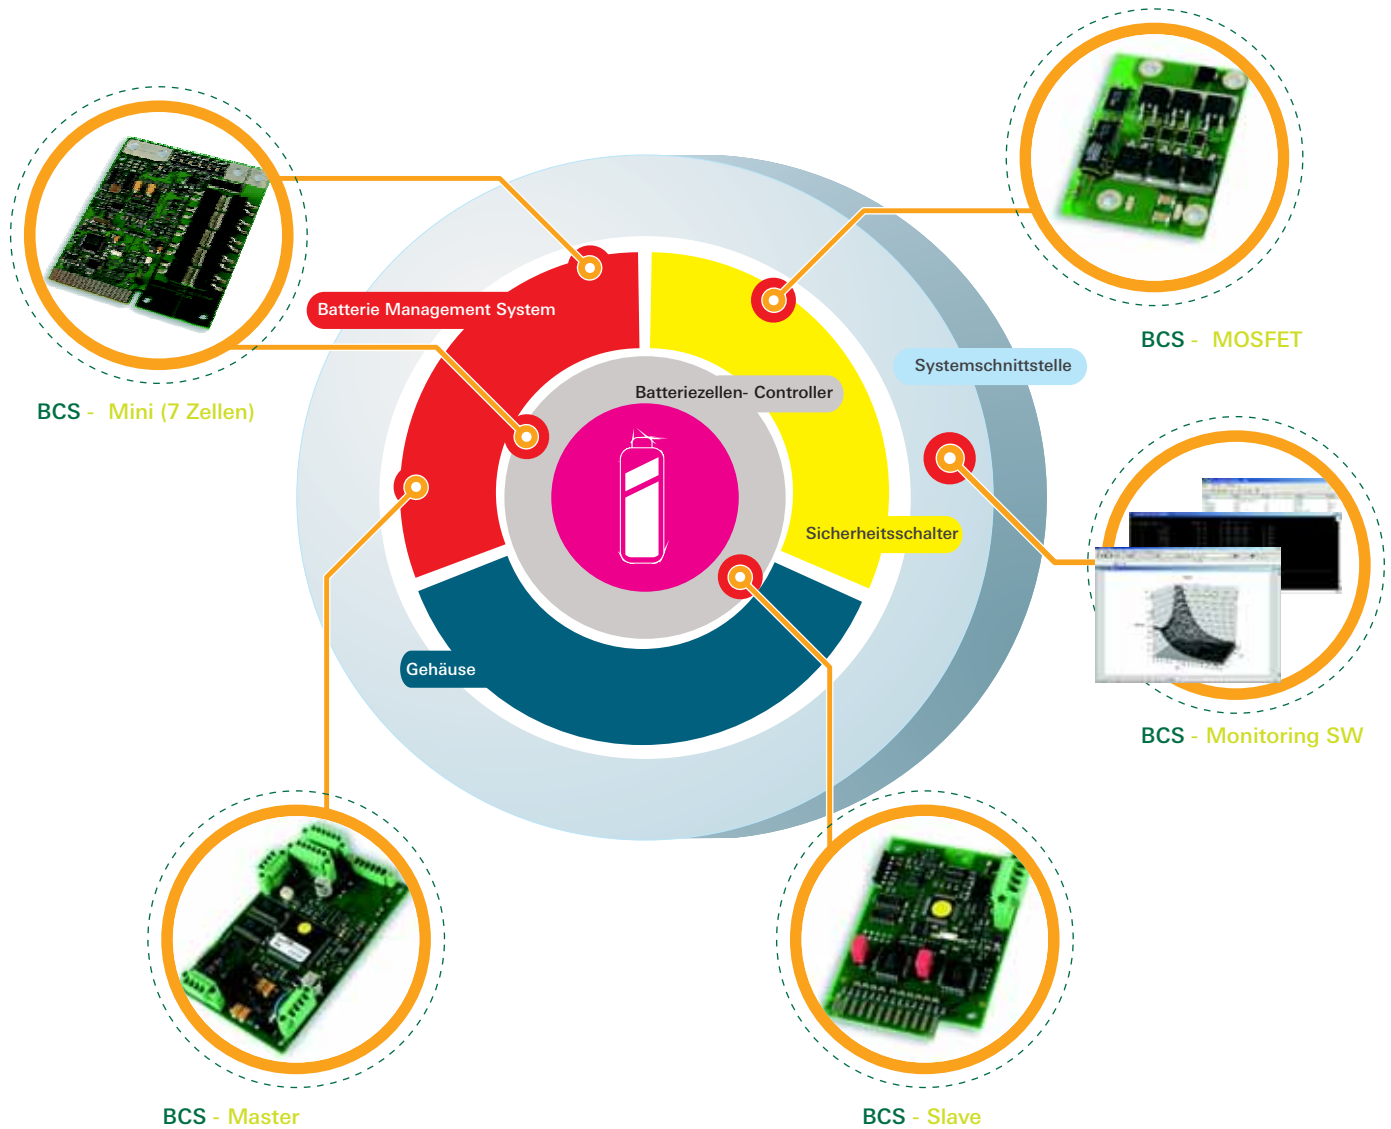 Batterie Management System
BCS - MOSFET
Systemschnittstelle
Batteriezellen- Controller
BCS - Mini (7 Zellen)
Sicherheitsschalter
Gehäuse
BCS - Monitoring SW
BCS - Master
BCS - Slave